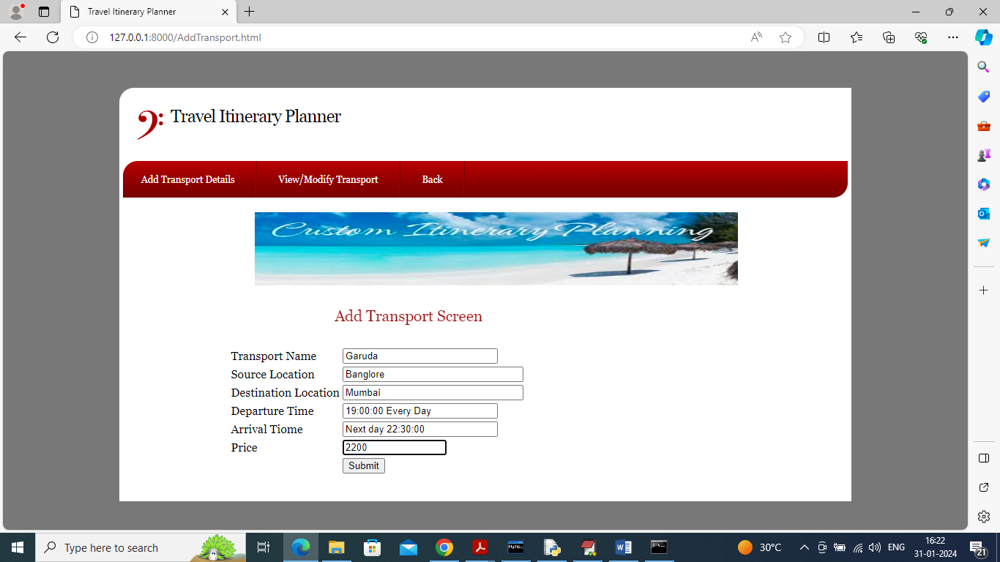 Travel Itinerary Planner
127.0.0.1:8000/AddTransport.html
Travel Itinerary Planner
Add Transport Details View/Modify Transport Back
Custom Itinerary Planning
Add Transport Screen
Transport Name Garuda
Source Location Banglore
Destination Location Mumbai
Departure Time 19:00:00 Every Day
Arrival Tiome Next day 22:30:00
Price 2200
Submit
Type here to search
30°C
ENG
16:22
31-01-2024
21